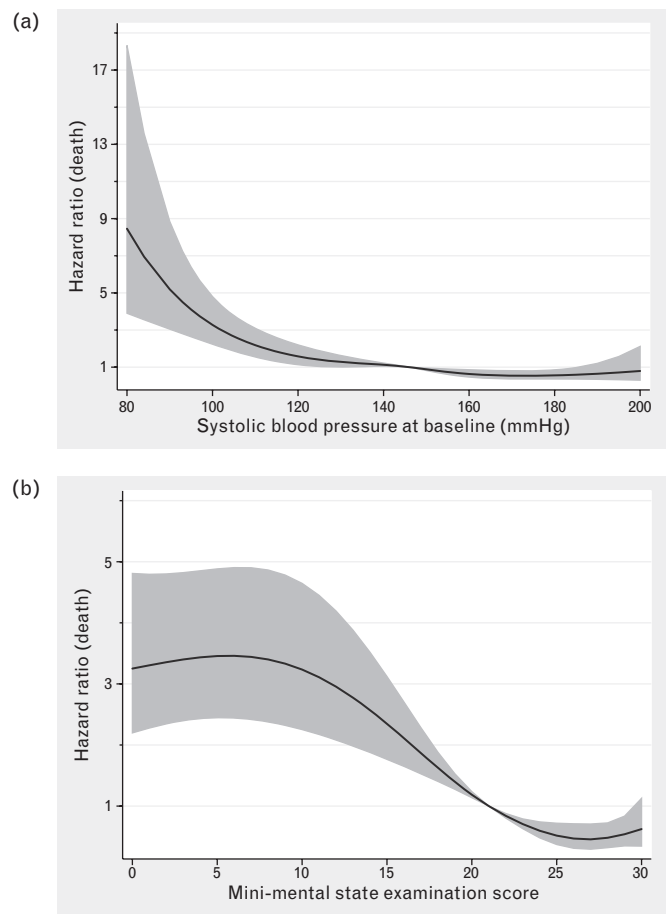 (a)
Hazard ratio (death)
17
13
9
5
1
80 100 120 140 160 180 200
Systolic blood pressure at baseline (mmHg)
(b)
Hazard ratio (death)
5
3
1
0 5 10 15 20 25 30
Mini-mental state examination score